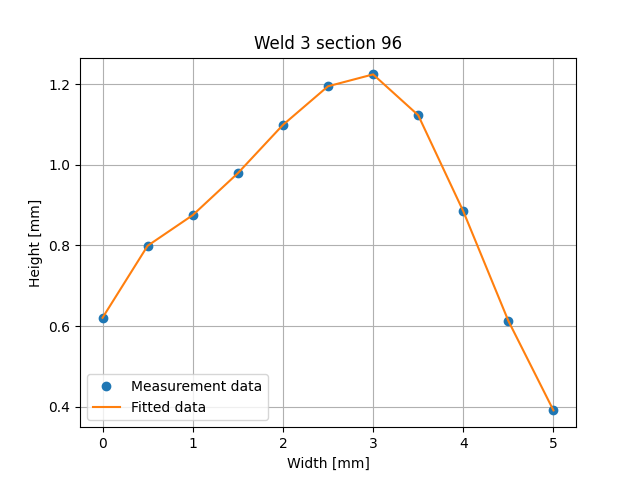 Weld 3 section 96
Height [mm]
1.2
1.0
0.8
0.6
0.4
Measurement data
Fitted data
0 1 2 3 4 5
Width [mm]